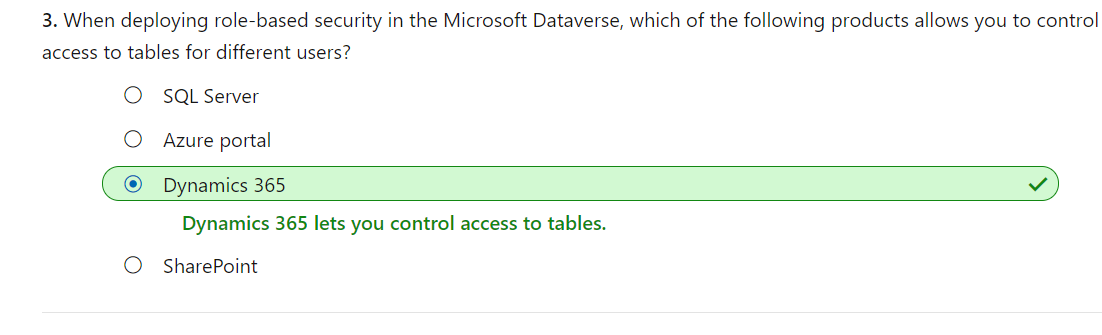 3. When deploying role-based security in the Microsoft Dataverse, which of the following products allows you to control
access to tables for different users?
SQL Server
Azure portal
Dynamics 365
Dynamics 365 lets you control access to tables.
SharePoint